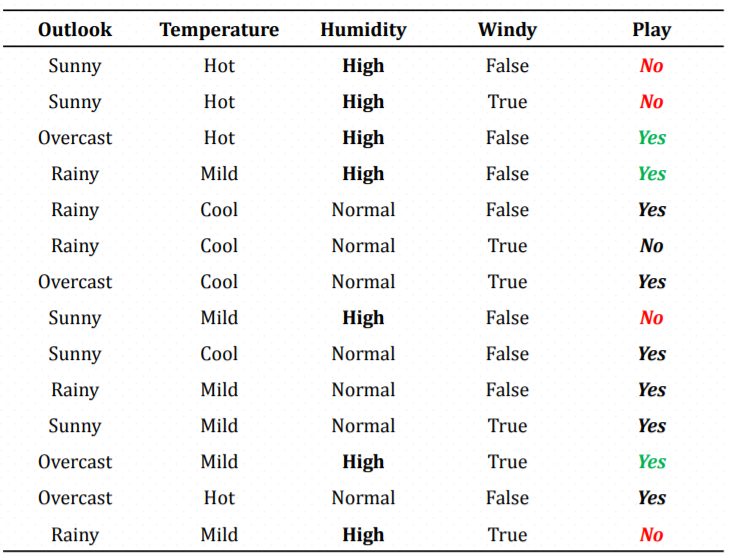 Outlook Temperature Humidity Windy Play
Sunny Hot High False No
Sunny Hot High True No
Overcast Hot High False Yes
Rainy Mild High False Yes
Rainy Cool Normal False Yes
Rainy Cool Normal True No
Overcast Cool Normal True Yes
Sunny Mild High False No
Sunny Cool Normal False Yes
Rainy Mild Normal False Yes
Sunny Mild Normal True Yes
Overcast Mild High True Yes
Overcast Hot Normal False Yes
Rainy Mild High True No